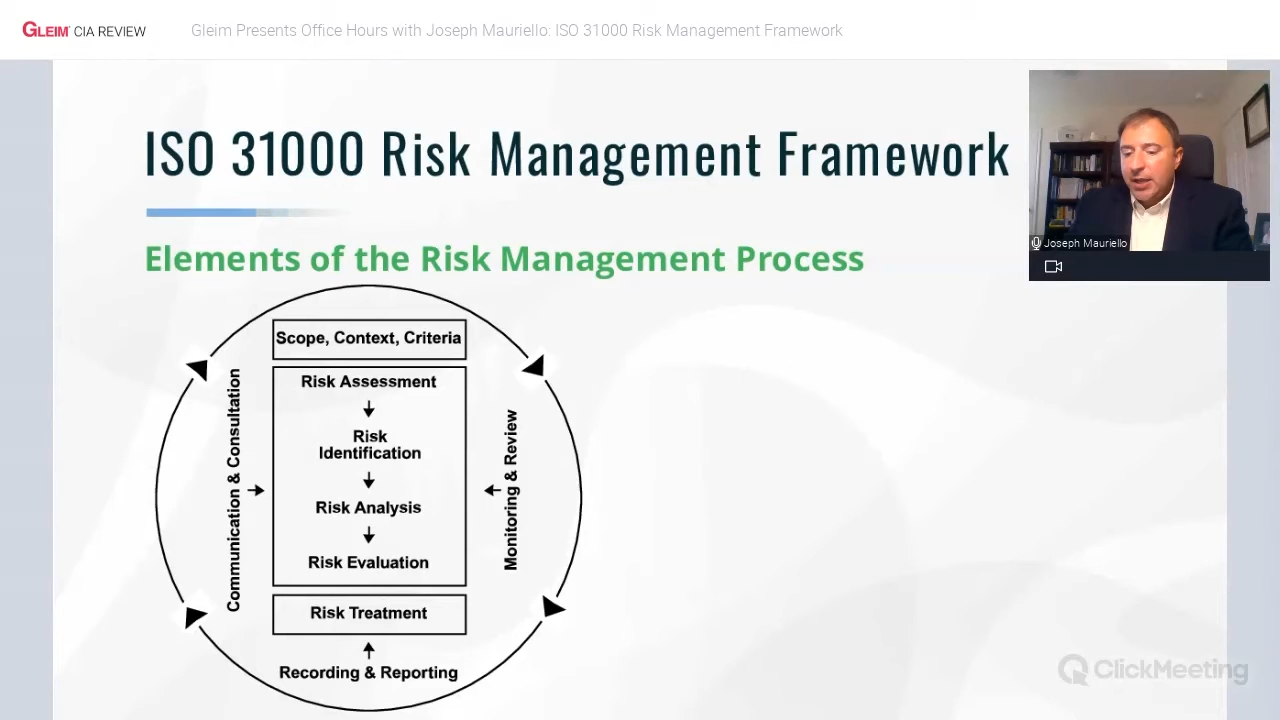 GLEIM CIA REVIEW
Gleim Presents Office Hours with Joseph Mauriello: ISO 31000 Risk Management Framework
ISO 31000 Risk Management Framework
Joseph Mauriello
Elements of the Risk Management Process
Scope, Context, Criteria
Risk Assessment
Risk
Identification
Risk Analysis
Risk Evaluation
Risk Treatment
Recording & Reporting
Communication & Consultation
Monitoring & Review
ClickMeeting